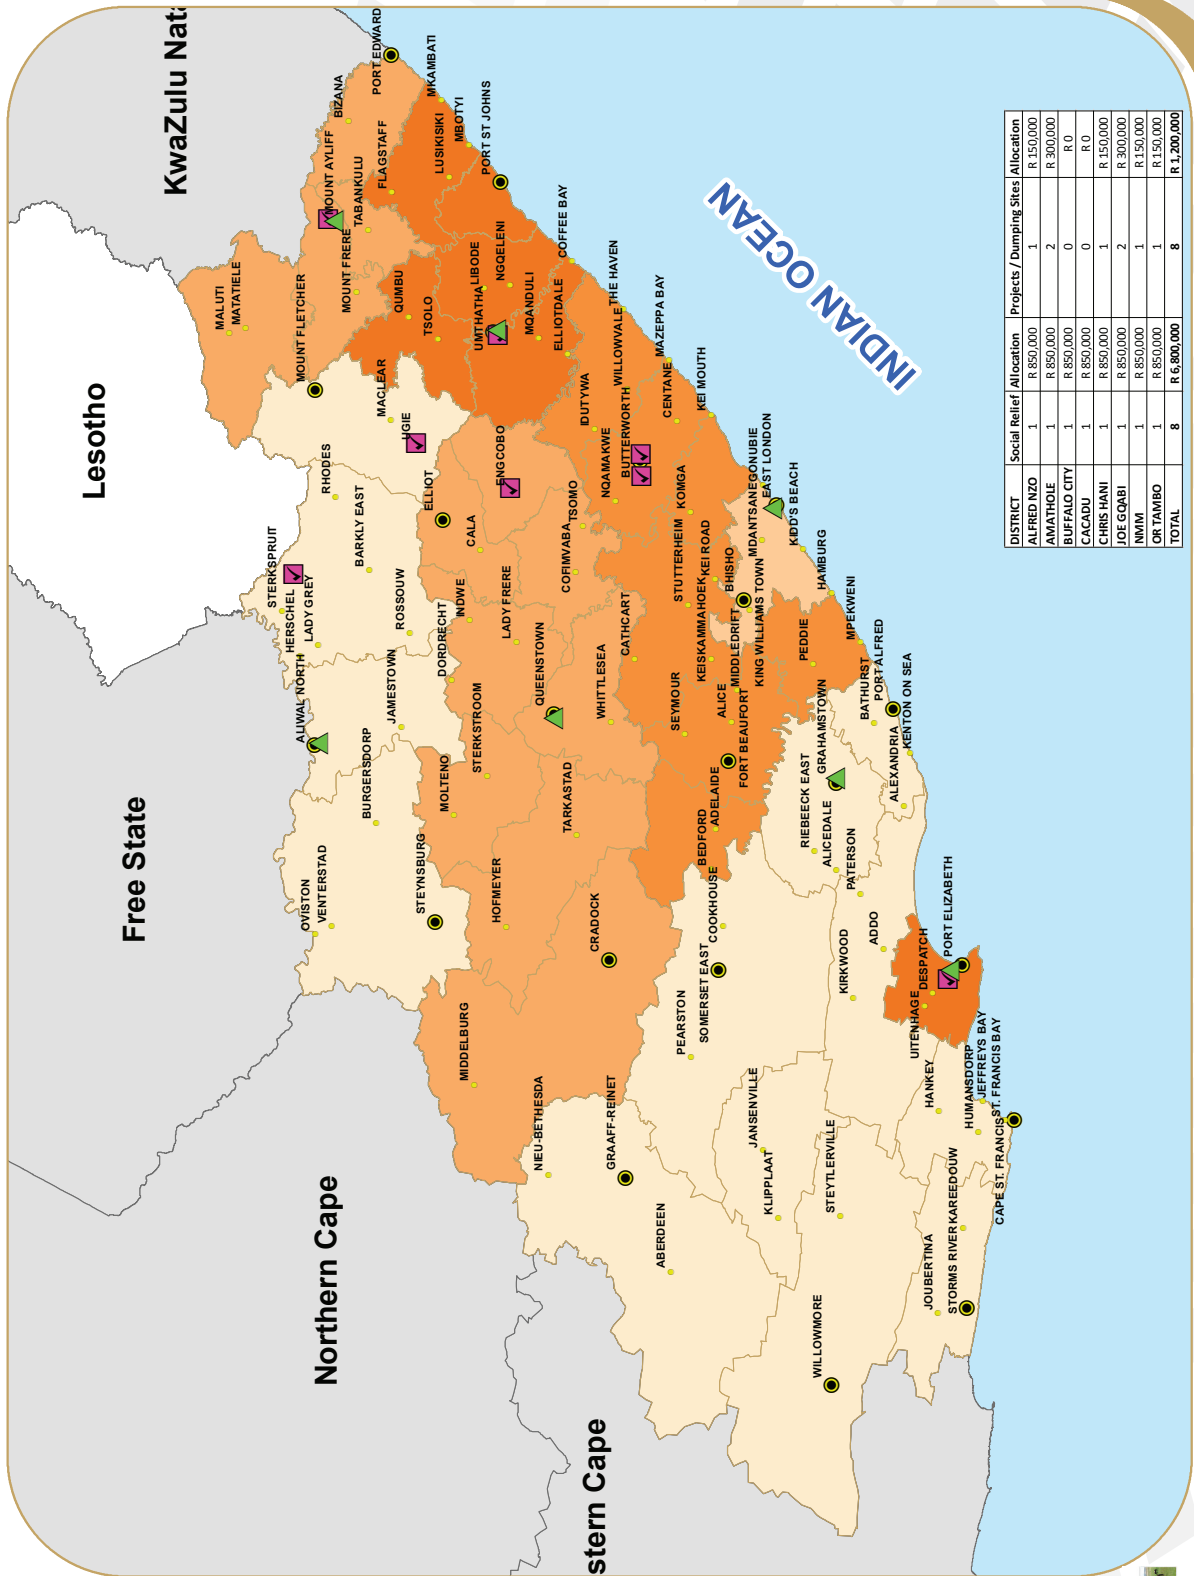 KwaZulu Nata
Lesotho
Free State
Northern Cape
stern Cape
INDIAN OCEAN
PORT EDWARD
BIZANA
MKAMBATI
MOUNT AYLIFF
FLAGSTAFF
LUSIKISIKI
MBOTYI
TABANKULU
PORT ST JOHNS
MOUNT FRERE
MALUTI
MATATIELE
MOUNT FLETCHER
QUMBU
TSOLO
LIBODE
NGQELENI
UMTHATHA
MQANDULI
COFFEE BAY
ELLIOTDALE
THE HAVEN
WILLOWVALE
MAZEPPA BAY
IDUTYWA
CENTANE
KEI MOUTH
BUTTERWORTH
NQAMAKWE
MACLEAR
UGIE
RHODES
ELLIOT
ENGCOBO
CALA
TSOMO
COFIMVABA
KOMGA
GONUBIE
MDANTSANE
EAST LONDON
KIDD'S BEACH
STERKSPRUIT
HERSCHEL
LADY GREY
BARKLY EAST
ROSSOUW
INDWE
DORDRECHT
LADY FRERE
CATHCART
STUTTERHEIM
KEI ROAD
KEISKAMMAHOEK
BHISHO
KING WILLIAMS TOWN
MIDDLEDRIFT
HAMBURG
MPEKWENI
PEDDIE
ALIWAL NORTH
JAMESTOWN
BURGERSDORP
STERKSTROOM
MOLTENO
QUEENSTOWN
WHITTLESEA
TARKASTAD
SEYMOUR
ALICE
FORT BEAUFORT
ADELAIDE
BEDFORD
GRAHAMSTOWN
RIEBEECK EAST
ALICEDALE
BATHURST
PORT ALFRED
KENTON ON SEA
ALEXANDRIA
PATERSON
OVISTON
VENTERSTAD
STEYNSBURG
HOFMEYER
CRADOCK
COOKHOUSE
SOMERSET EAST
PEARSTON
KIRKWOOD
ADDO
PORT ELIZABETH
DESPATCH
UITENHAGE
MIDDELBURG
NIEU-BETHESDA
GRAAFF-REINET
ABERDEEN
JANSENVILLE
KLIPPLAAT
STEYTLERVILLE
WILLOWMORE
HANKEY
HUMANSDORP
JEFFREYS BAY
ST. FRANCIS BAY
CAPE ST. FRANCIS
KAREEDOUW
STORMS RIVER
JOUBERTINA
DISTRICT Social Relief Allocation Projects / Dumping Sites Allocation
ALFRED NZO 1 R 850,000 1 R 150,000
AMATHOLE 1 R 850,000 2 R 300,000
BUFFALO CITY 1 R 850,000 0 R 0
CACADU 1 R 850,000 0 R 0
CHRIS HANI 1 R 850,000 1 R 150,000
JOE GQABI 1 R 850,000 2 R 300,000
NMM 1 R 850,000 1 R 150,000
OR TAMBO 1 R 850,000 1 R 150,000
TOTAL 8 R 6,800,000 8 R 1,200,000